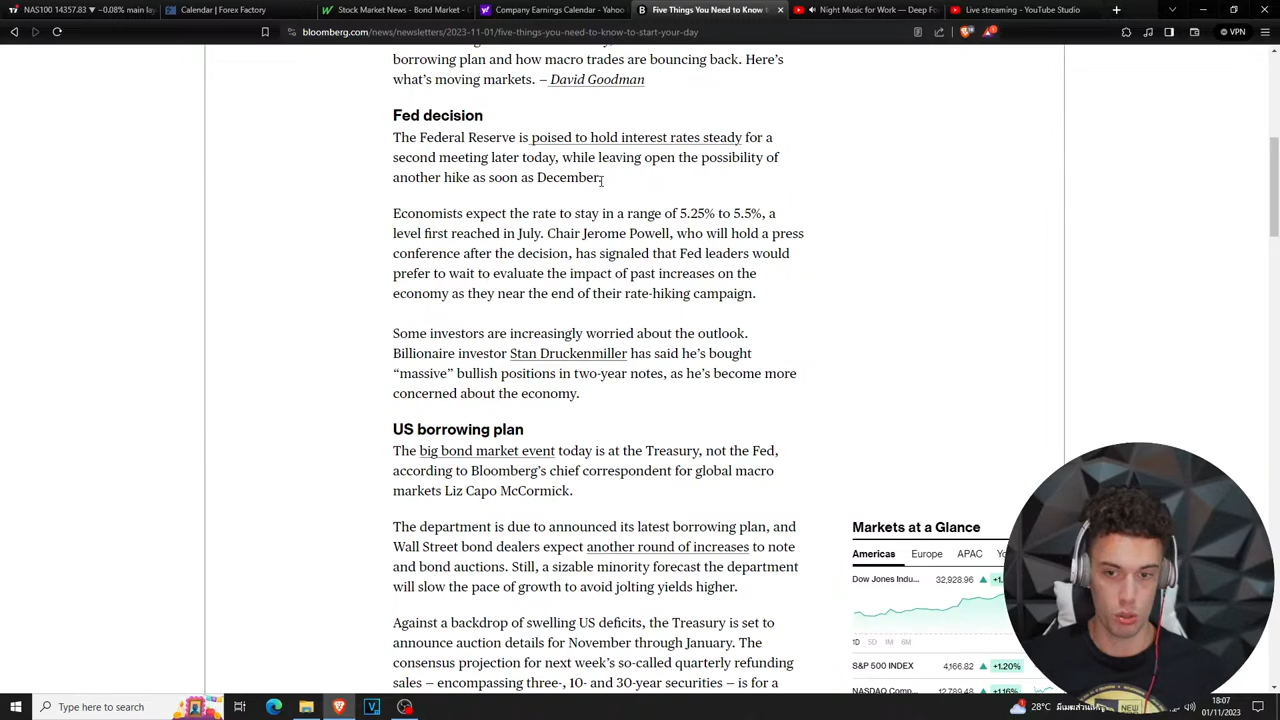 NAS100 14357.83 ▼ −0.08% main lay
Calendar | Forex Factory
Stock Market News - Bond Market - C
Company Earnings Calendar - Yahoo
Five Things You Need to Know to
Night Music for Work — Deep Fo
Live streaming - YouTube Studio
bloomberg.com/news/newsletters/2023-11-01/five-things-you-need-to-know-to-start-your-day
VPN
borrowing plan and how macro trades are bouncing back. Here’s
what’s moving markets. — David Goodman
Fed decision
The Federal Reserve is poised to hold interest rates steady for a
second meeting later today, while leaving open the possibility of
another hike as soon as December.
Economists expect the rate to stay in a range of 5.25% to 5.5%, a
level first reached in July. Chair Jerome Powell, who will hold a press
conference after the decision, has signaled that Fed leaders would
prefer to wait to evaluate the impact of past increases on the
economy as they near the end of their rate-hiking campaign.
Some investors are increasingly worried about the outlook.
Billionaire investor Stan Druckenmiller has said he’s bought
“massive” bullish positions in two-year notes, as he’s become more
concerned about the economy.
US borrowing plan
The big bond market event today is at the Treasury, not the Fed,
according to Bloomberg’s chief correspondent for global macro
markets Liz Capo McCormick.
The department is due to announced its latest borrowing plan, and
Wall Street bond dealers expect another round of increases to note
and bond auctions. Still, a sizable minority forecast the department
will slow the pace of growth to avoid jolting yields higher.
Against a backdrop of swelling US deficits, the Treasury is set to
announce auction details for November through January. The
consensus projection for next week’s so-called quarterly refunding
sales — encompassing three-, 10- and 30-year securities — is for a
Markets at a Glance
Americas Europe APAC
Dow Jones Indu... 32,928.96 ▲
1D 5D 1M 6M
S&P 500 INDEX 4,166.82 ▲ +1.20%
NASDAQ Comp... 12,789.48 ▲ +1.16%
Type here to search
28°C
18:07
01/11/2023
NEW